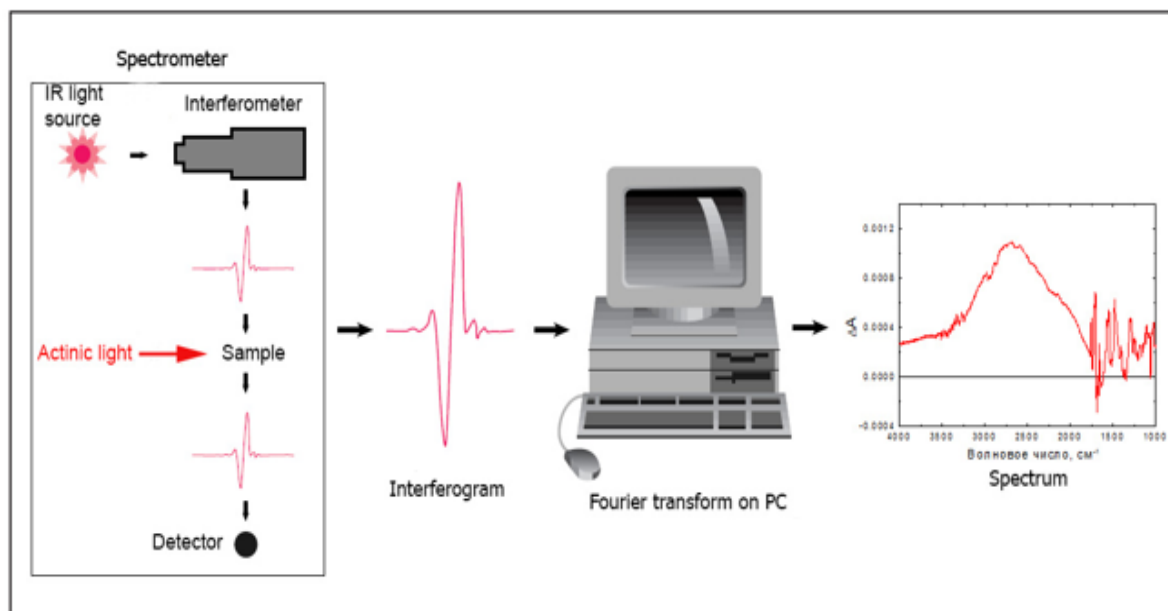 Spectrometer
IR light
source
Interferometer
Actinic light
Sample
Detector
Interferogram
Fourier transform on PC
0.0012
0.0008
0.0004
0.0000
-0.0004
ΔA
4000 3500 3000 2500 2000 1500 1000
Волновое число, см⁻¹
Spectrum